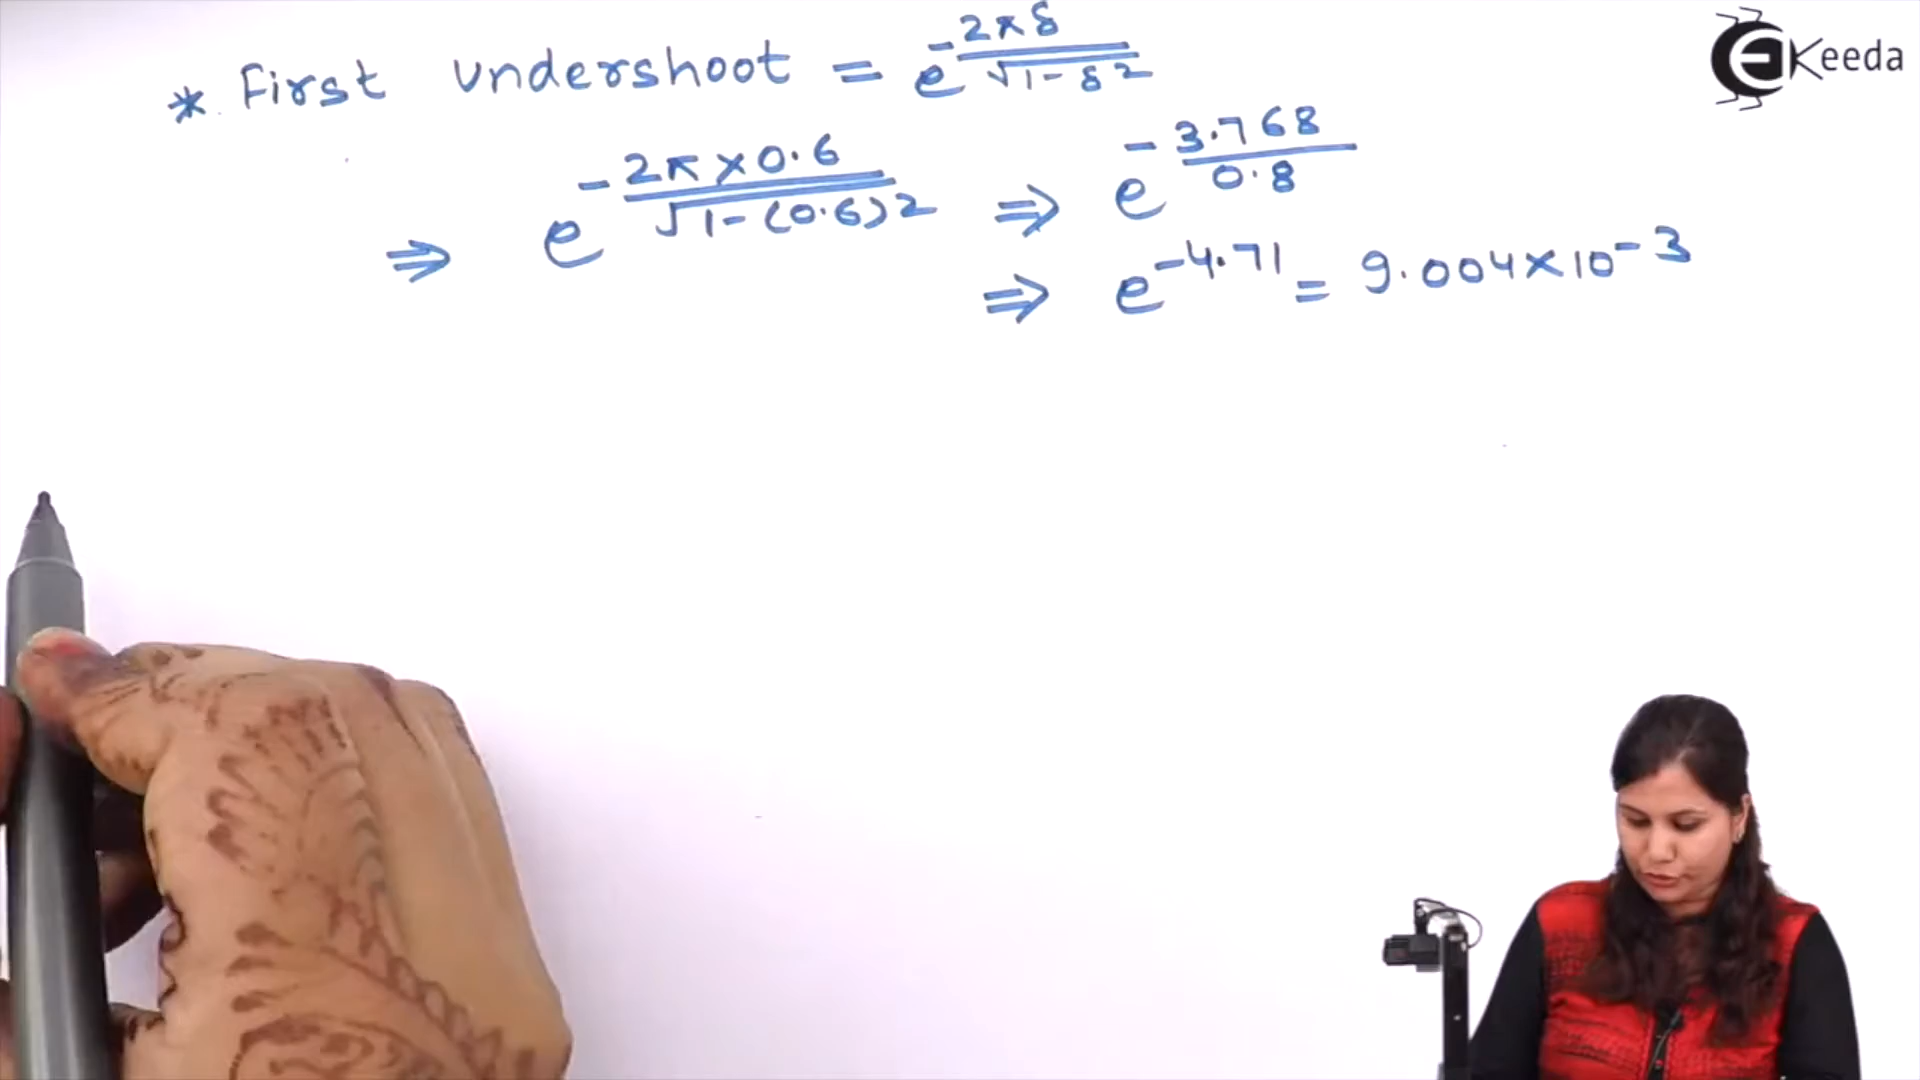 * First undershoot = e^-2πδ/√1-δ2
⇒ e^-2π×0.6/√1-(0.6)2 ⇒ e^-3.768/0.8
⇒ e^-4.71 = 9.004×10^-3
EKeeda